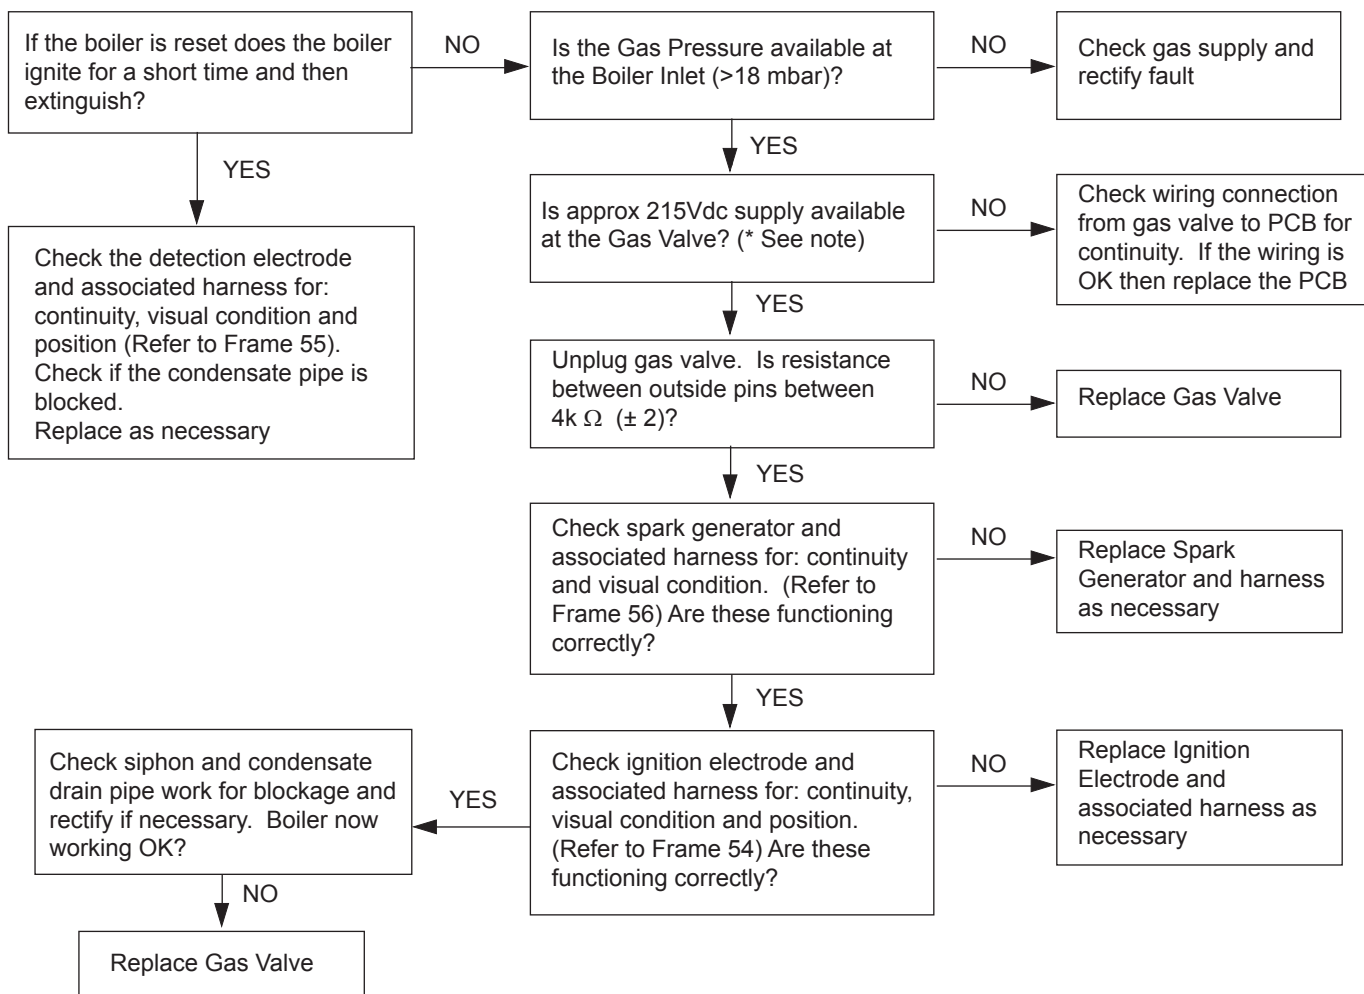 If the boiler is reset does the boiler
ignite for a short time and then
extinguish?
NO
Is the Gas Pressure available at
the Boiler Inlet (>18 mbar)?
NO
Check gas supply and
rectify fault
YES
YES
Check the detection electrode
and associated harness for:
continuity, visual condition and
position (Refer to Frame 55).
Check if the condensate pipe is
blocked.
Replace as necessary
Is approx 215Vdc supply available
at the Gas Valve? (* See note)
NO
Check wiring connection
from gas valve to PCB for
continuity.  If the wiring is
OK then replace the PCB
YES
Unplug gas valve.  Is resistance
between outside pins between
4k Ω  (± 2)?
NO
Replace Gas Valve
YES
Check spark generator and
associated harness for: continuity
and visual condition.  (Refer to
Frame 56) Are these functioning
correctly?
NO
Replace Spark
Generator and harness
as necessary
YES
Check ignition electrode and
associated harness for: continuity,
visual condition and position.
(Refer to Frame 54) Are these
functioning correctly?
NO
Replace Ignition
Electrode and
associated harness as
necessary
YES
Check siphon and condensate
drain pipe work for blockage and
rectify if necessary.  Boiler now
working OK?
NO
Replace Gas Valve